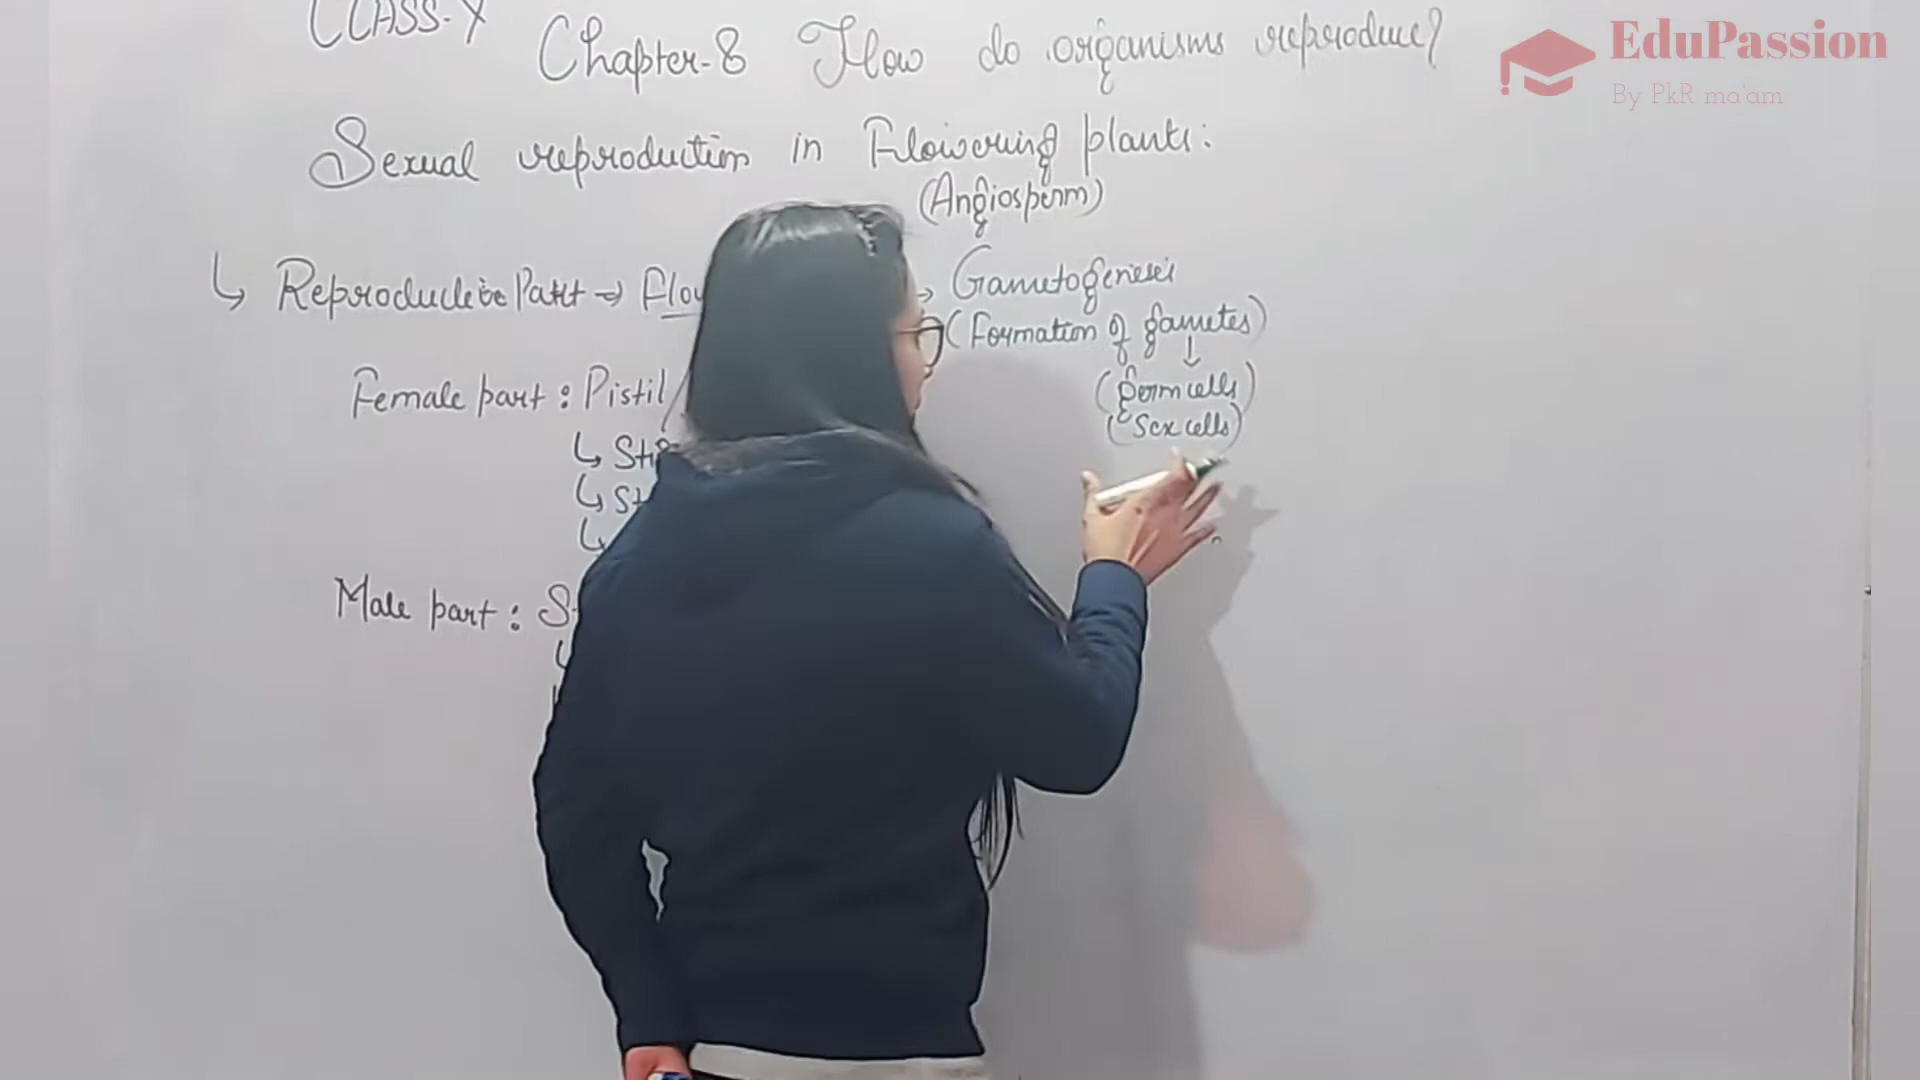 CLASS-X
Chapter-8 How do organisms reproduce?
EduPassion
By PkR ma'am
Sexual reproduction in Flowering plants:
(Angiosperm)
↳ Reproductive Part → Flo
→ Gametogenesis
(Formation of gametes)
↓
(germ cells)
(Sex cells)
Female part : Pistil
↳ Sti
↳ St
↳
Male part : S